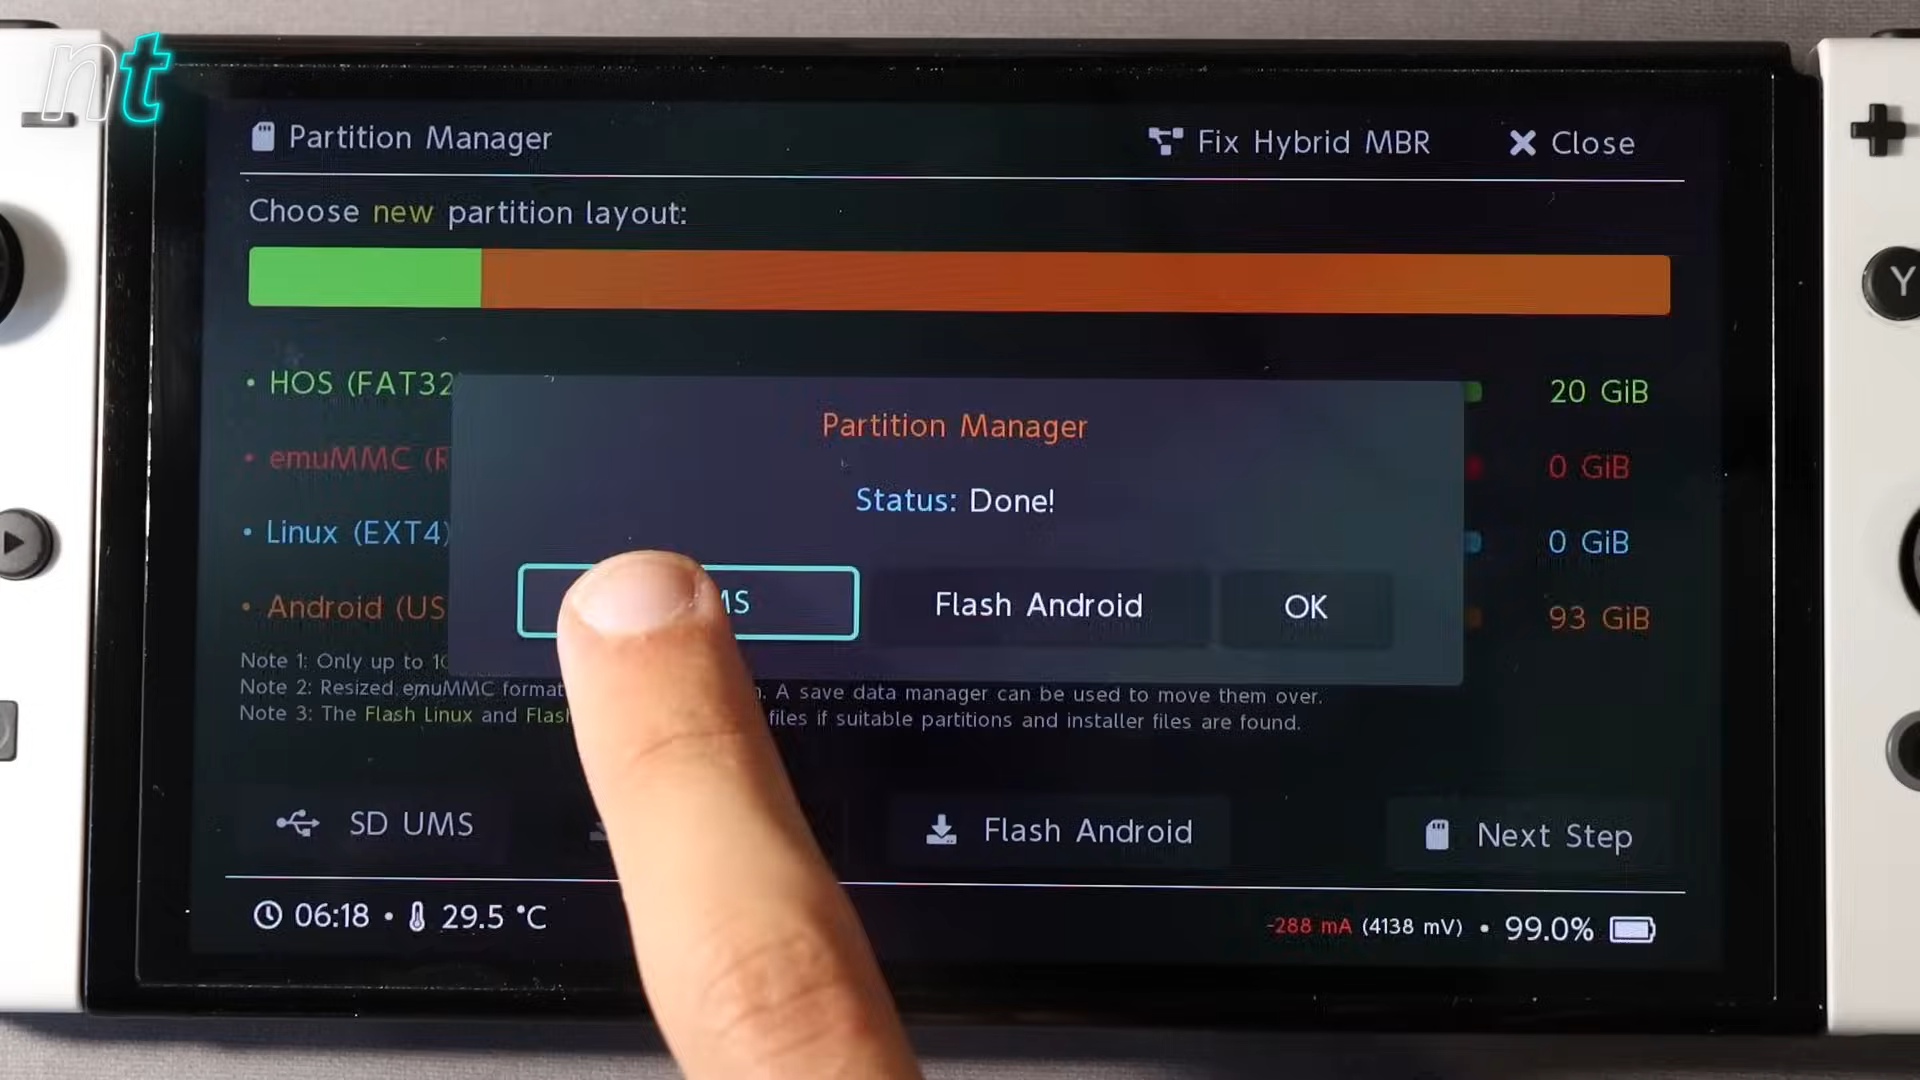 nt
Partition Manager
Fix Hybrid MBR
Close
Choose new partition layout:
HOS (FAT32
20 GiB
emuMMC (R
0 GiB
Linux (EXT4)
0 GiB
Android (US
93 GiB
Partition Manager
Status: Done!
MS
Flash Android
OK
Note 1: Only up to 10
Note 2: Resized emuMMC format
. A save data manager can be used to move them over.
Note 3: The Flash Linux and Flash
files if suitable partitions and installer files are found.
SD UMS
Flash Android
Next Step
06:18 • 29.5 °C
-288 mA (4138 mV) • 99.0%
Y